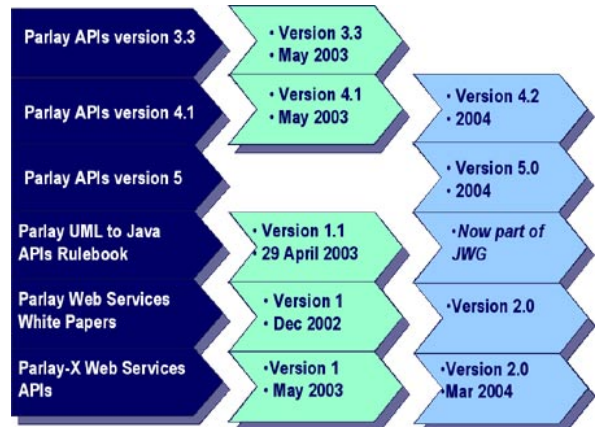 Parlay APIs version 3.3
• Version 3.3
• May 2003
Parlay APIs version 4.1
• Version 4.1
• May 2003
• Version 4.2
• 2004
Parlay APIs version 5
• Version 5.0
• 2004
Parlay UML to Java
APIs Rulebook
• Version 1.1
• 29 April 2003
• Now part of
JWG
Parlay Web Services
White Papers
• Version 1
• Dec 2002
•Version 2.0
Parlay-X Web Services
APIs
•Version 1
• May 2003
•Version 2.0
•Mar 2004